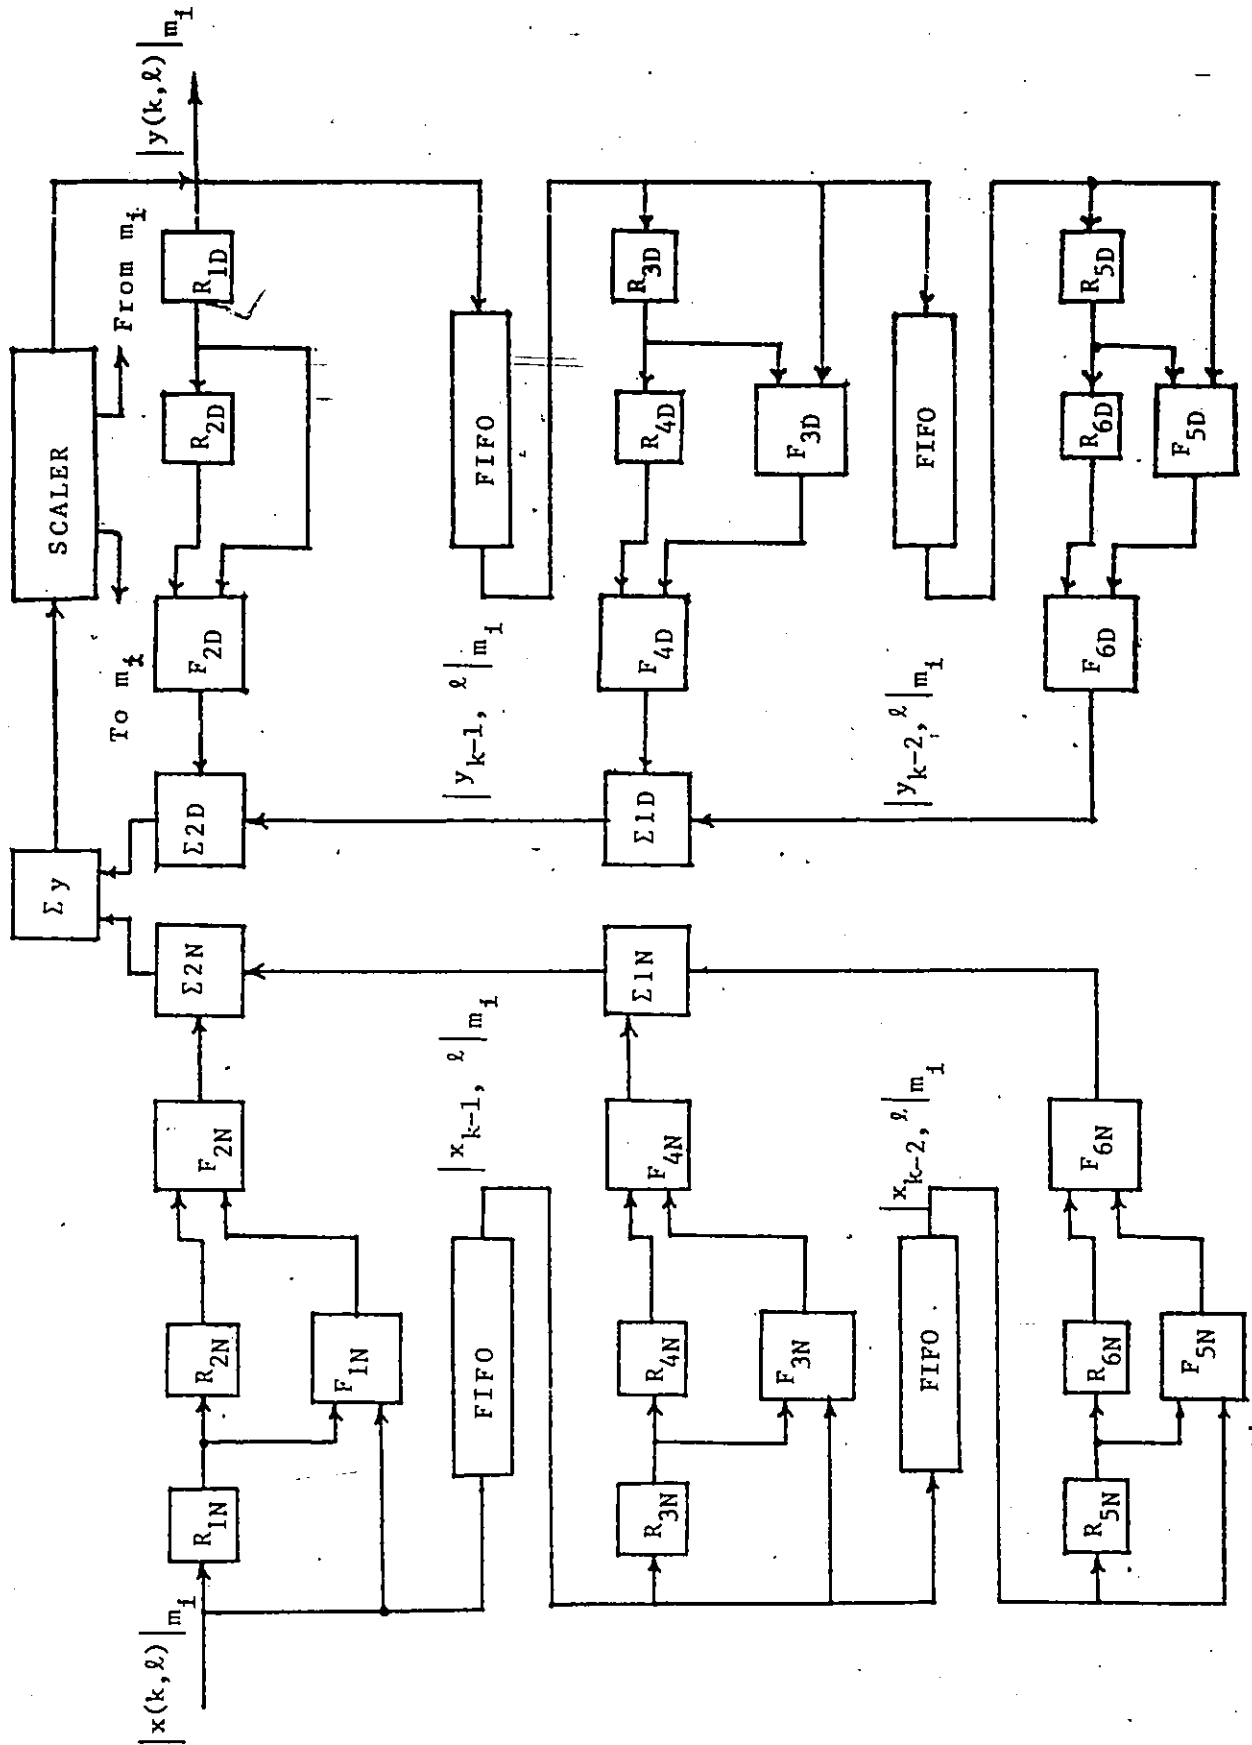 Σy
SCALER
|x(k,ℓ)|m_i
R_1N
R_2N
F_1N
F_2N
Σ2N
Σ2D
F_2D
To m_i
R_2D
R_1D
From m_i
|y(k,ℓ)|m_i
FIFO
|x_k-1, ℓ|m_i
|y_k-1, ℓ|m_i
FIFO
R_3N
R_4N
F_3N
F_4N
Σ1N
Σ1D
F_4D
R_4D
R_3D
F_3D
FIFO
|x_k-2, ℓ|m_i
|y_k-2, ℓ|m_i
FIFO
R_5N
R_6N
F_5N
F_6N
F_6D
R_6D
R_5D
F_5D